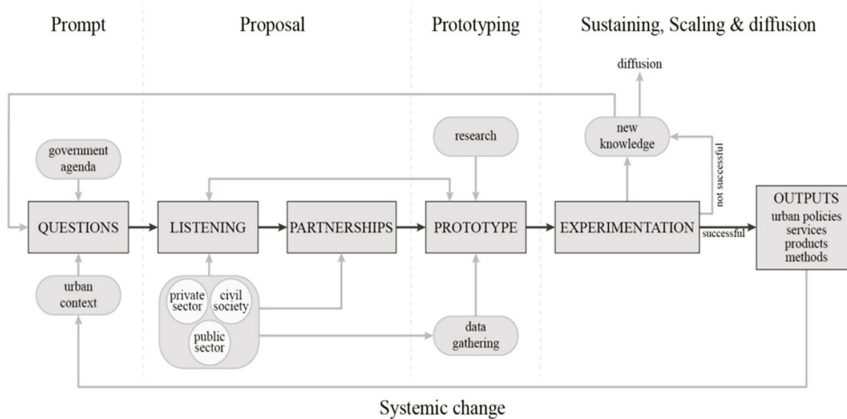 Prompt
Proposal
Prototyping
Sustaining, Scaling & diffusion
diffusion
new
knowledge
research
government
agenda
not successful
QUESTIONS
LISTENING
PARTNERSHIPS
PROTOTYPE
EXPERIMENTATION
successful
OUTPUTS
urban policies
services
products
methods
urban
context
private
sector
civil
society
public
sector
data
gathering
Systemic change